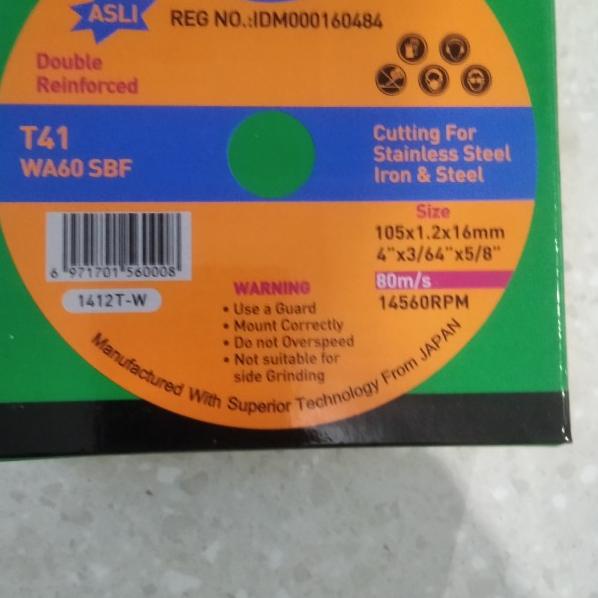 ASLI
REG NO.:IDM000160484
Double
Reinforced
T41
WA60 SBF
Cutting For
Stainless Steel
Iron & Steel
Size
105x1.2x16mm
4"x3/64"x5/8"
80m/s
14560RPM
6 971701 560008
1412T-W
WARNING
• Use a Guard
• Mount Correctly
• Do not Overspeed
• Not suitable for
side Grinding
Manufactured With Superior Technology From JAPAN